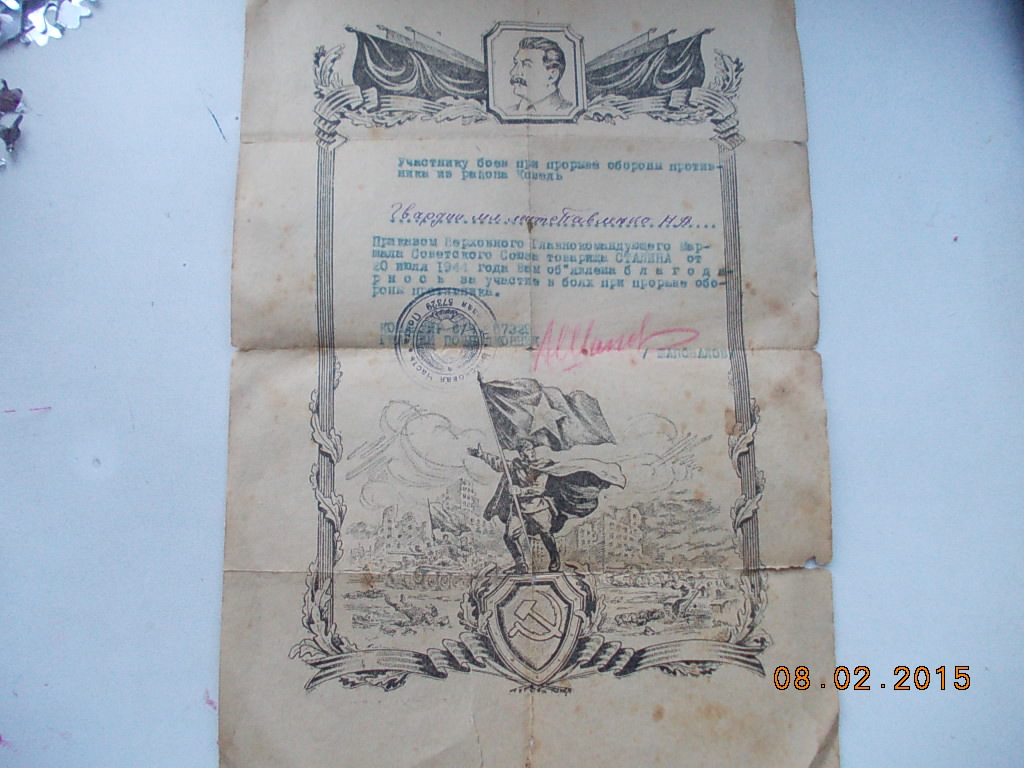 Участнику боев при прорыве обороны против-
ника из района Ковель
Гвардии мл. лейт. Павленко Н.А.
Приказом Верховного Главнокомандующего Мар-
шала Советского Союза товарища СТАЛИНА от
20 июля 1944 года Вам об"явлена б л а г о д а
р н о с т ь за участие в боях при прорыве обо-
роны противника.
57329
08.02.2015